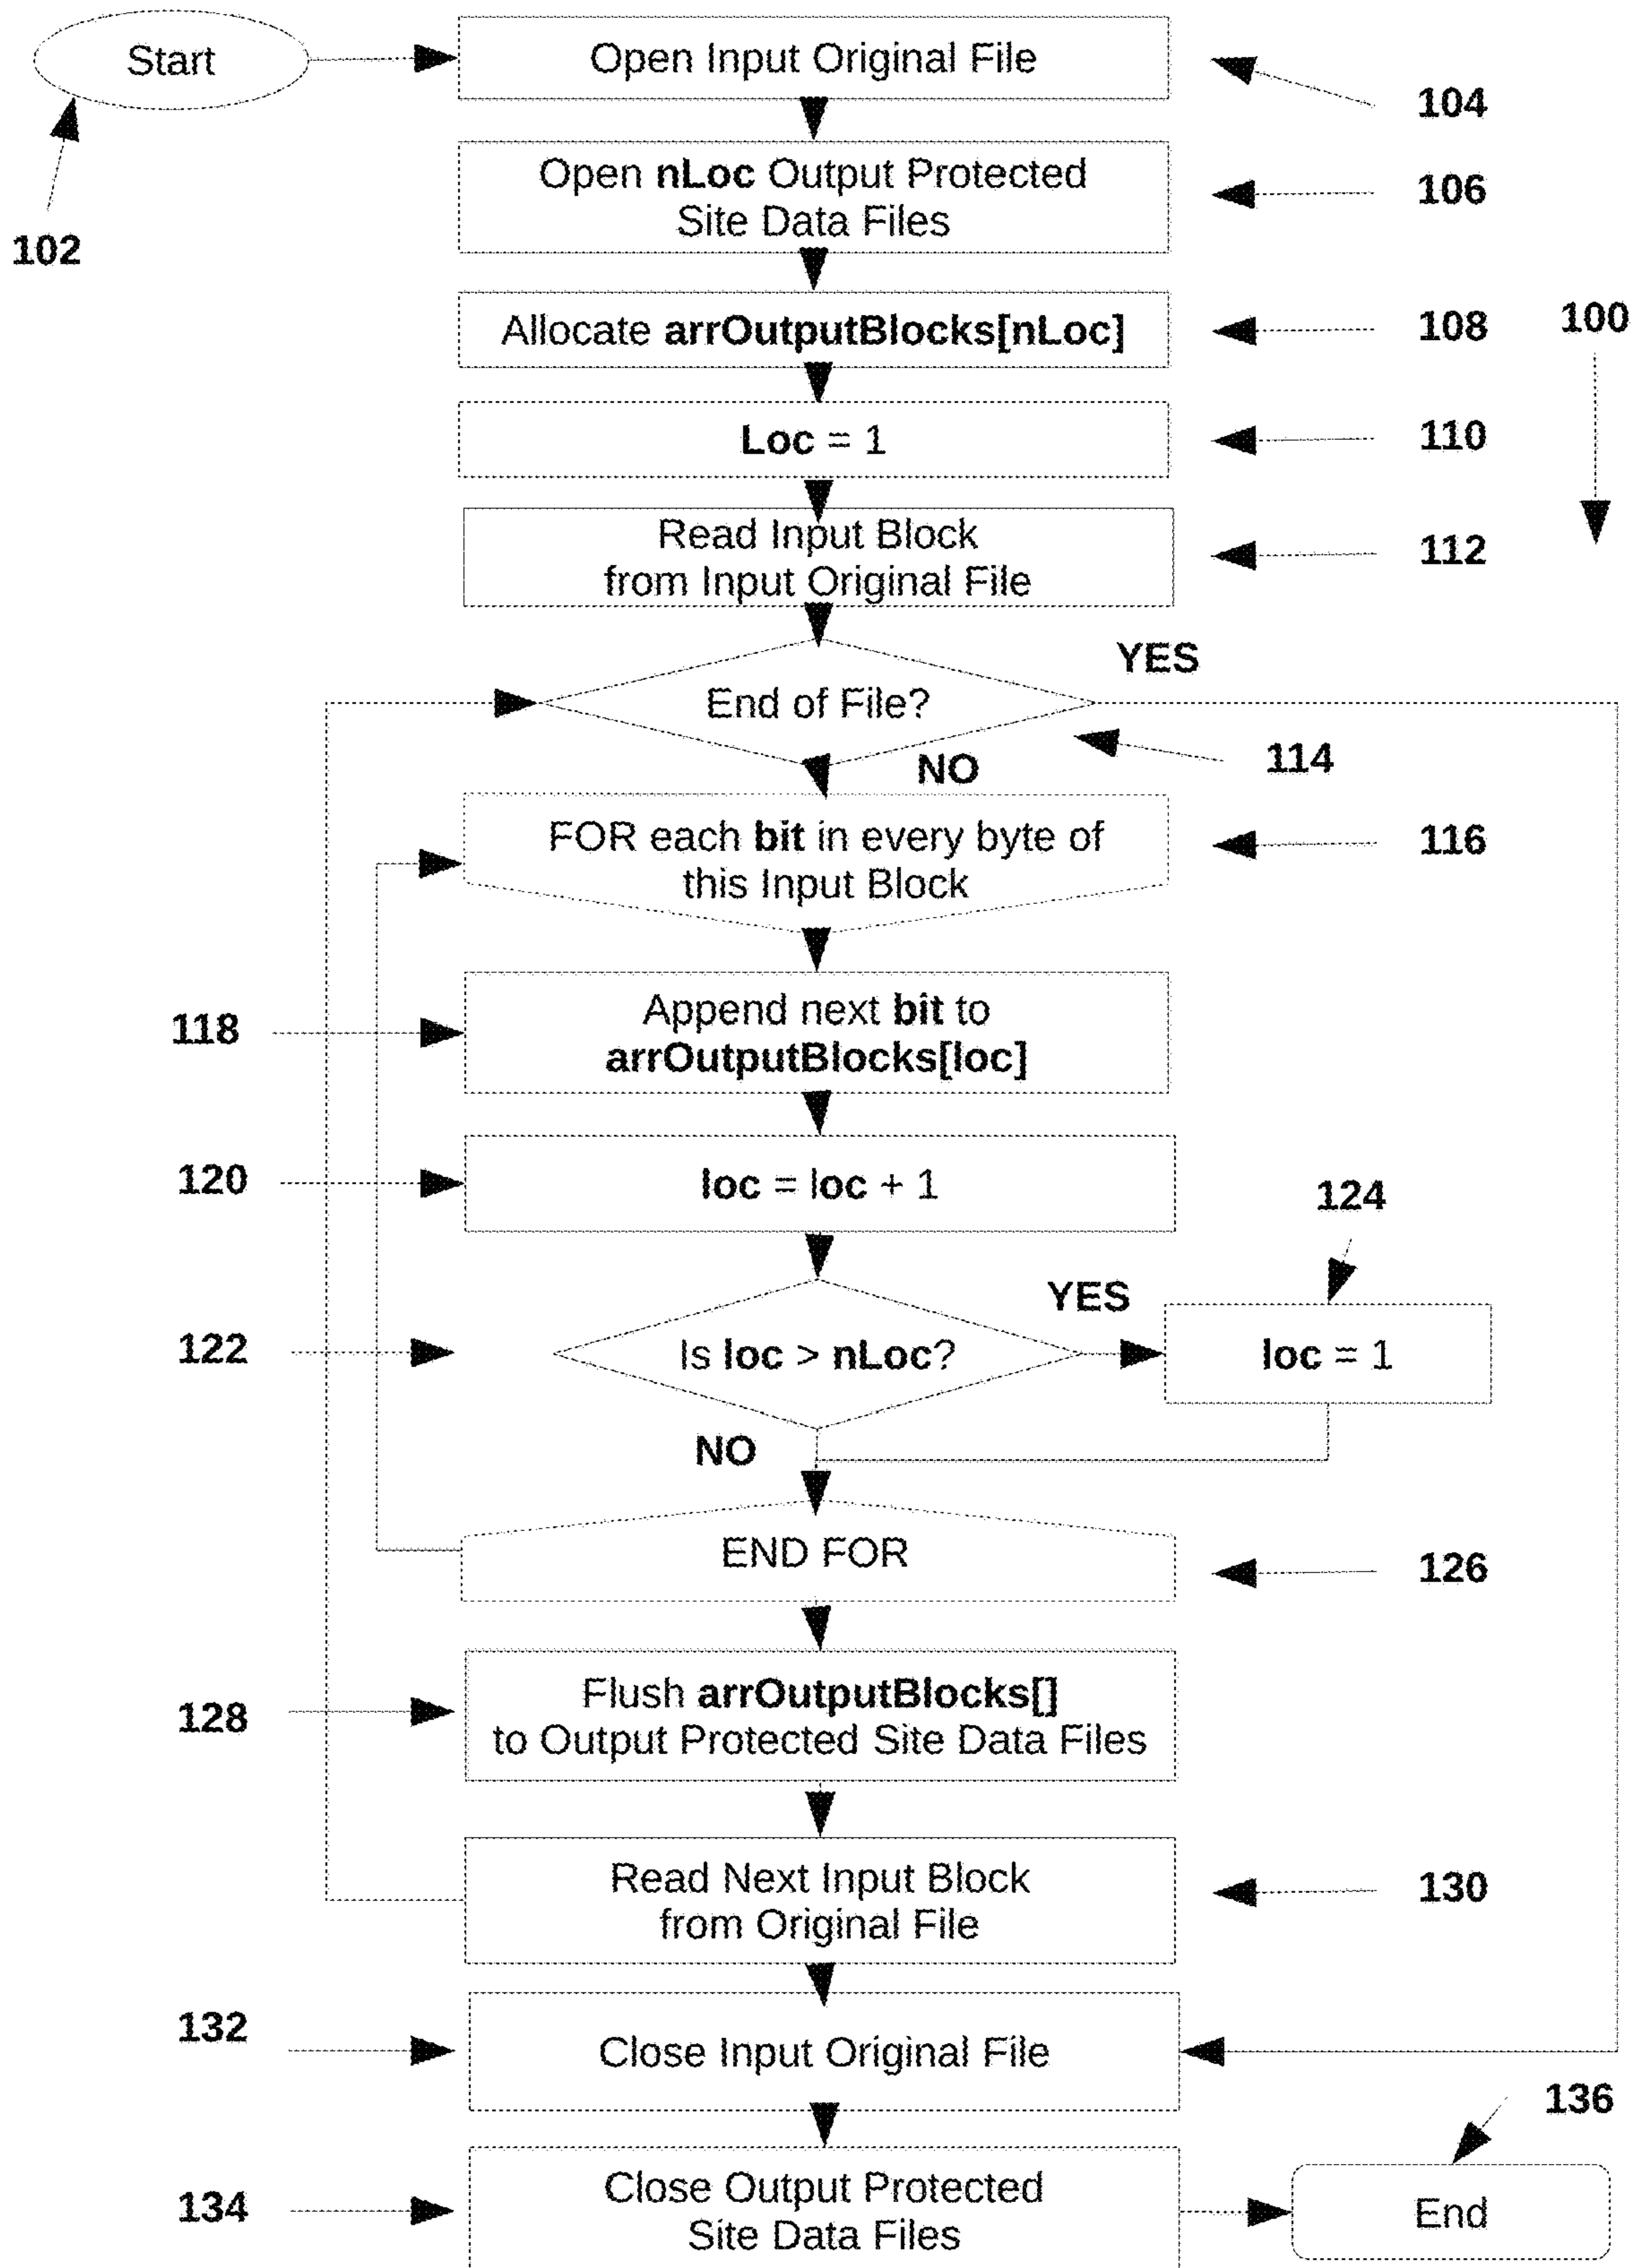 Start
Open Input Original File
104
Open nLoc Output Protected
Site Data Files
106
102
Allocate arrOutputBlocks[nLoc]
108
100
Loc = 1
110
Read Input Block
from Input Original File
112
YES
End of File?
114
NO
FOR each bit in every byte of
this Input Block
116
118
Append next bit to
arrOutputBlocks[loc]
120
loc = loc + 1
124
122
Is loc > nLoc?
YES
loc = 1
NO
END FOR
126
128
Flush arrOutputBlocks[]
to Output Protected Site Data Files
Read Next Input Block
from Original File
130
132
Close Input Original File
136
134
Close Output Protected
Site Data Files
End